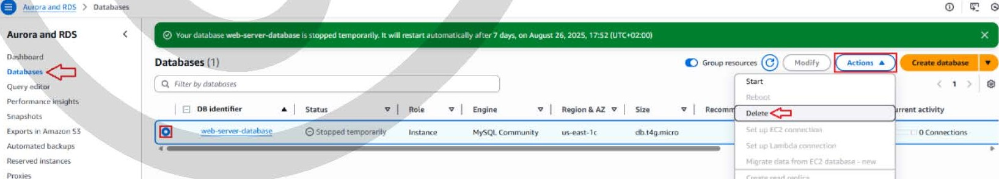 Aurora and RDS > Databases
Aurora and RDS
Dashboard
Databases
Query editor
Performance insights
Snapshots
Exports in Amazon S3
Automated backups
Reserved instances
Proxies
Your database web-server-database is stopped temporarily. It will restart automatically after 7 days, on August 26, 2025, 17:52 (UTC+02:00)
Databases (1)
Group resources
Modify
Actions
Create database
Filter by databases
1
DB identifier Status Role Engine Region & AZ Size Recomm urrent activity
web-server-database Stopped temporarily Instance MySQL Community us-east-1c db.t4g.micro 0 Connections
Start
Reboot
Delete
Set up EC2 connection
Set up Lambda connection
Migrate data from EC2 database - new
Create read replica